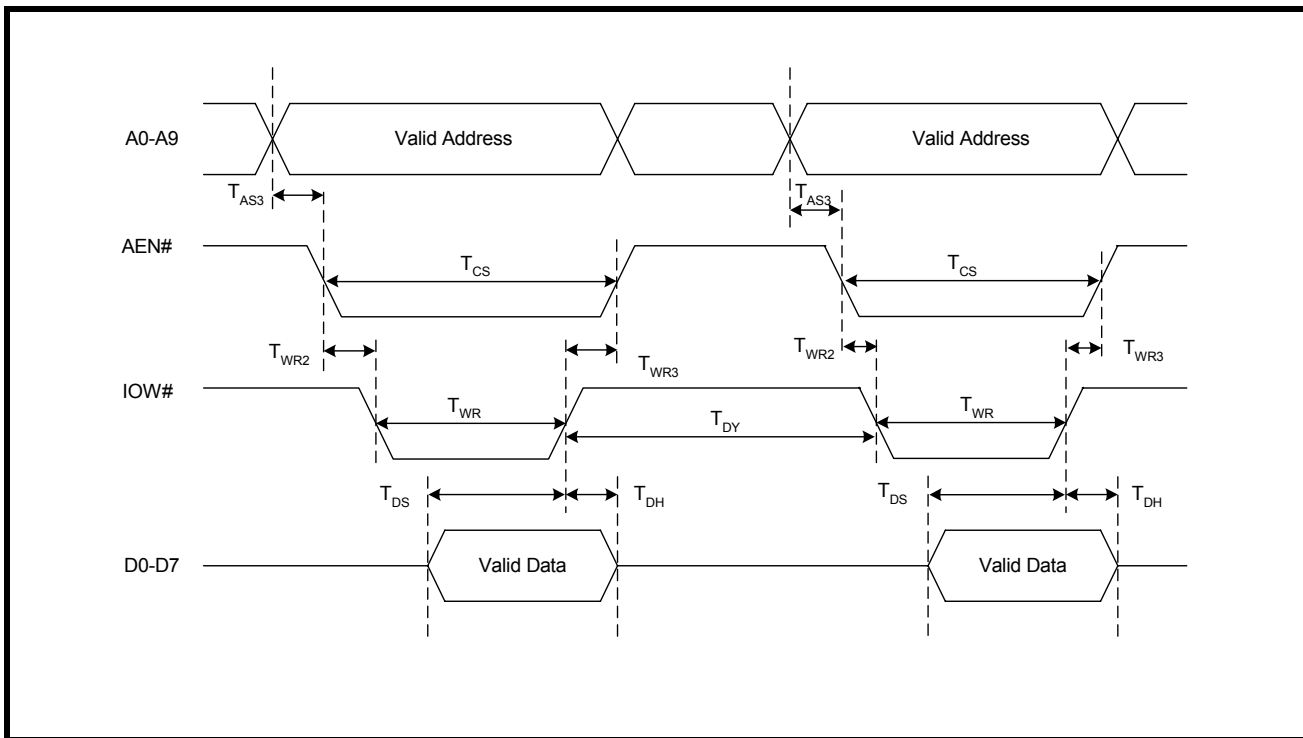 A0-A9
Valid Address
Valid Address
TAS3
TAS3
AEN#
TCS
TCS
TWR2
TWR3
TWR2
TWR3
IOW#
TWR
TDY
TWR
TDS
TDH
TDS
TDH
D0-D7
Valid Data
Valid Data